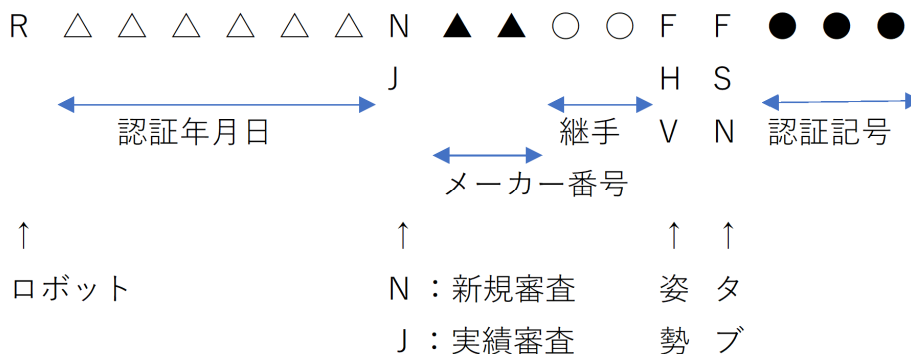 R △ △ △ △ △ △ N ▲ ▲ ○ ○ F F ● ● ●
J H S
認証年月日 継手 V N 認証記号
メーカー番号
↑ ↑ ↑ ↑
ロボット N：新規審査 姿 タ
J：実績審査 勢 ブ